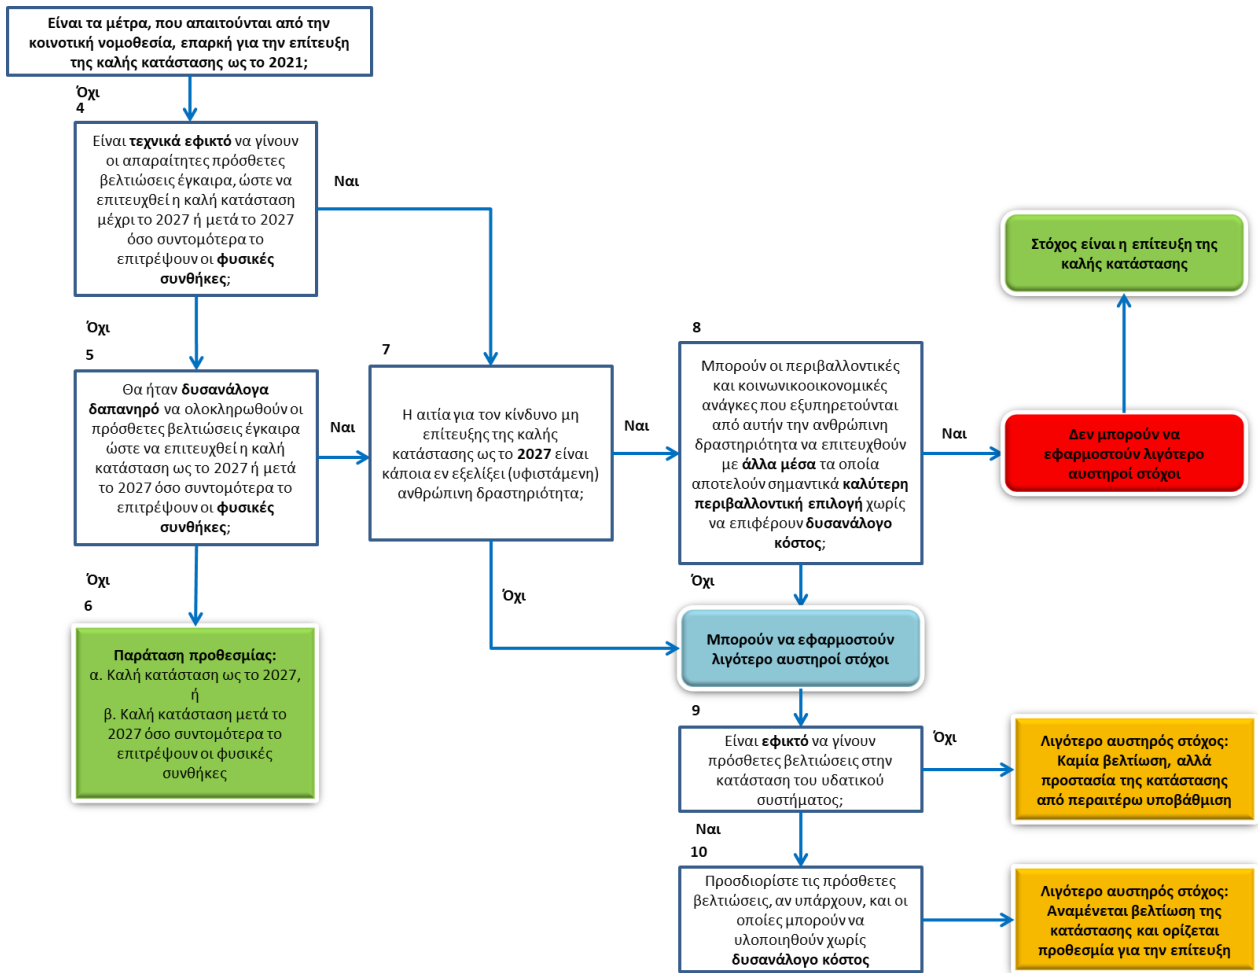 Είναι τα μέτρα, που απαιτούνται από την
κοινοτική νομοθεσία, επαρκή για την επίτευξη
της καλής κατάστασης ως το 2021;
Όχι
4
Είναι τεχνικά εφικτό να γίνουν
οι απαραίτητες πρόσθετες
βελτιώσεις έγκαιρα, ώστε να
επιτευχθεί η καλή κατάσταση
μέχρι το 2027 ή μετά το 2027
όσο συντομότερα το
επιτρέψουν οι φυσικές
συνθήκες;
Ναι
Όχι
5
Θα ήταν δυσανάλογα
δαπανηρό να ολοκληρωθούν οι
πρόσθετες βελτιώσεις έγκαιρα
ώστε να επιτευχθεί η καλή
κατάσταση ως το 2027 ή μετά
το 2027 όσο συντομότερα το
επιτρέψουν οι φυσικές
συνθήκες;
Ναι
Όχι
6
Παράταση προθεσμίας:
α. Καλή κατάσταση ως το 2027,
ή
β. Καλή κατάσταση μετά το
2027 όσο συντομότερα το
επιτρέψουν οι φυσικές
συνθήκες
7
Η αιτία για τον κίνδυνο μη
επίτευξης της καλής
κατάστασης ως το 2027 είναι
κάποια εν εξελίξει (υφιστάμενη)
ανθρώπινη δραστηριότητα;
Ναι
Όχι
8
Μπορούν οι περιβαλλοντικές
και κοινωνικοοικονομικές
ανάγκες που εξυπηρετούνται
από αυτήν την ανθρώπινη
δραστηριότητα να επιτευχθούν
με άλλα μέσα τα οποία
αποτελούν σημαντικά καλύτερη
περιβαλλοντική επιλογή χωρίς
να επιφέρουν δυσανάλογο
κόστος;
Ναι
Στόχος είναι η επίτευξη της
καλής κατάστασης
Δεν μπορούν να
εφαρμοστούν λιγότερο
αυστηροί στόχοι
Όχι
Μπορούν να εφαρμοστούν
λιγότερο αυστηροί στόχοι
9
Είναι εφικτό να γίνουν
πρόσθετες βελτιώσεις στην
κατάσταση του υδατικού
συστήματος;
Όχι
Λιγότερο αυστηρός στόχος:
Καμία βελτίωση, αλλά
προστασία της κατάστασης
από περαιτέρω υποβάθμιση
Ναι
10
Προσδιορίστε τις πρόσθετες
βελτιώσεις, αν υπάρχουν, και οι
οποίες μπορούν να
υλοποιηθούν χωρίς
δυσανάλογο κόστος
Λιγότερο αυστηρός στόχος:
Αναμένεται βελτίωση της
κατάστασης και ορίζεται
προθεσμία για την επίτευξη